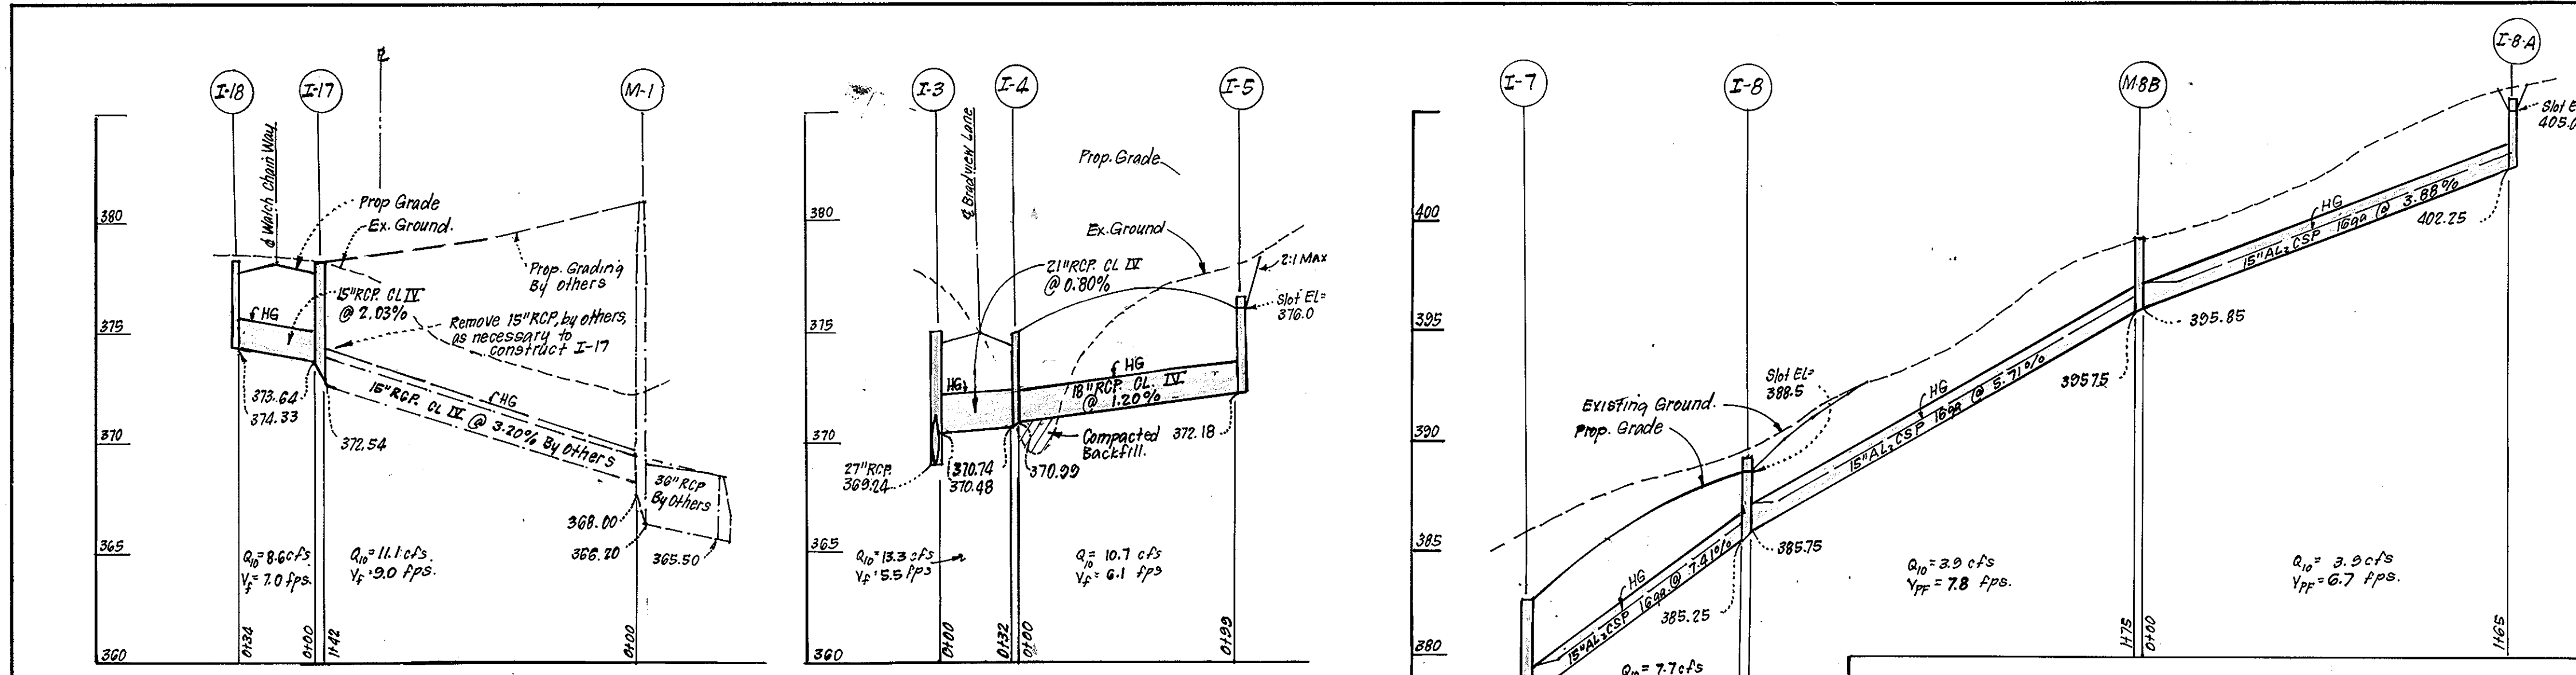 I-18
I-17
M-1
℄ Watch Chain Way
Prop Grade
Ex. Ground.
Prop. Grading
By Others
15" RCP. CL IV
@ 2.03%
HG
Remove 15" RCP, by others,
as necessary to
construct I-17
HG
15" RCP. CL IV @ 3.20% By Others
36" RCP
By Others
373.64
374.33
372.54
368.00
366.20
365.50
Q10 = 8.6 cfs
Vf = 7.0 fps.
Q10 = 11.1 cfs.
Vf = 9.0 fps.
380
375
370
365
360
0+34
0+00
1+42
0+00
I-3
I-4
I-5
℄ Bradview Lane
Prop. Grade
Ex. Ground
21" RCP. CL IV
@ 0.80%
2:1 MAX
Slot El=
376.0
HG
HG
18" RCP. CL. IV
@ 1.20%
Compacted
Backfill.
372.18
27" RCP.
369.24
370.74
370.48
370.99
Q10 = 13.3 cfs
Vf = 5.5 fps
Q10 = 10.7 cfs
Vf = 6.1 fps
380
375
370
365
360
0+00
0+32
0+00
0+99
I-7
I-8
M-8B
I-8-A
Slot E
405.0
HG
15" AL2 CSP 16ga @ 3.88%
402.25
395.85
395.75
HG
15" AL2 CSP 16ga @ 5.71%
Slot El=
388.5
Existing Ground.
Prop. Grade
385.75
HG
15" AL2 CSP 16ga. @ 7.41%
385.25
Q10 = 3.9 cfs
VPF = 7.8 fps.
Q10 = 3.9 cfs
VPF = 6.7 fps.
Q10 = 7.7 cfs
400
395
390
385
380
1+75
0+00
1+65